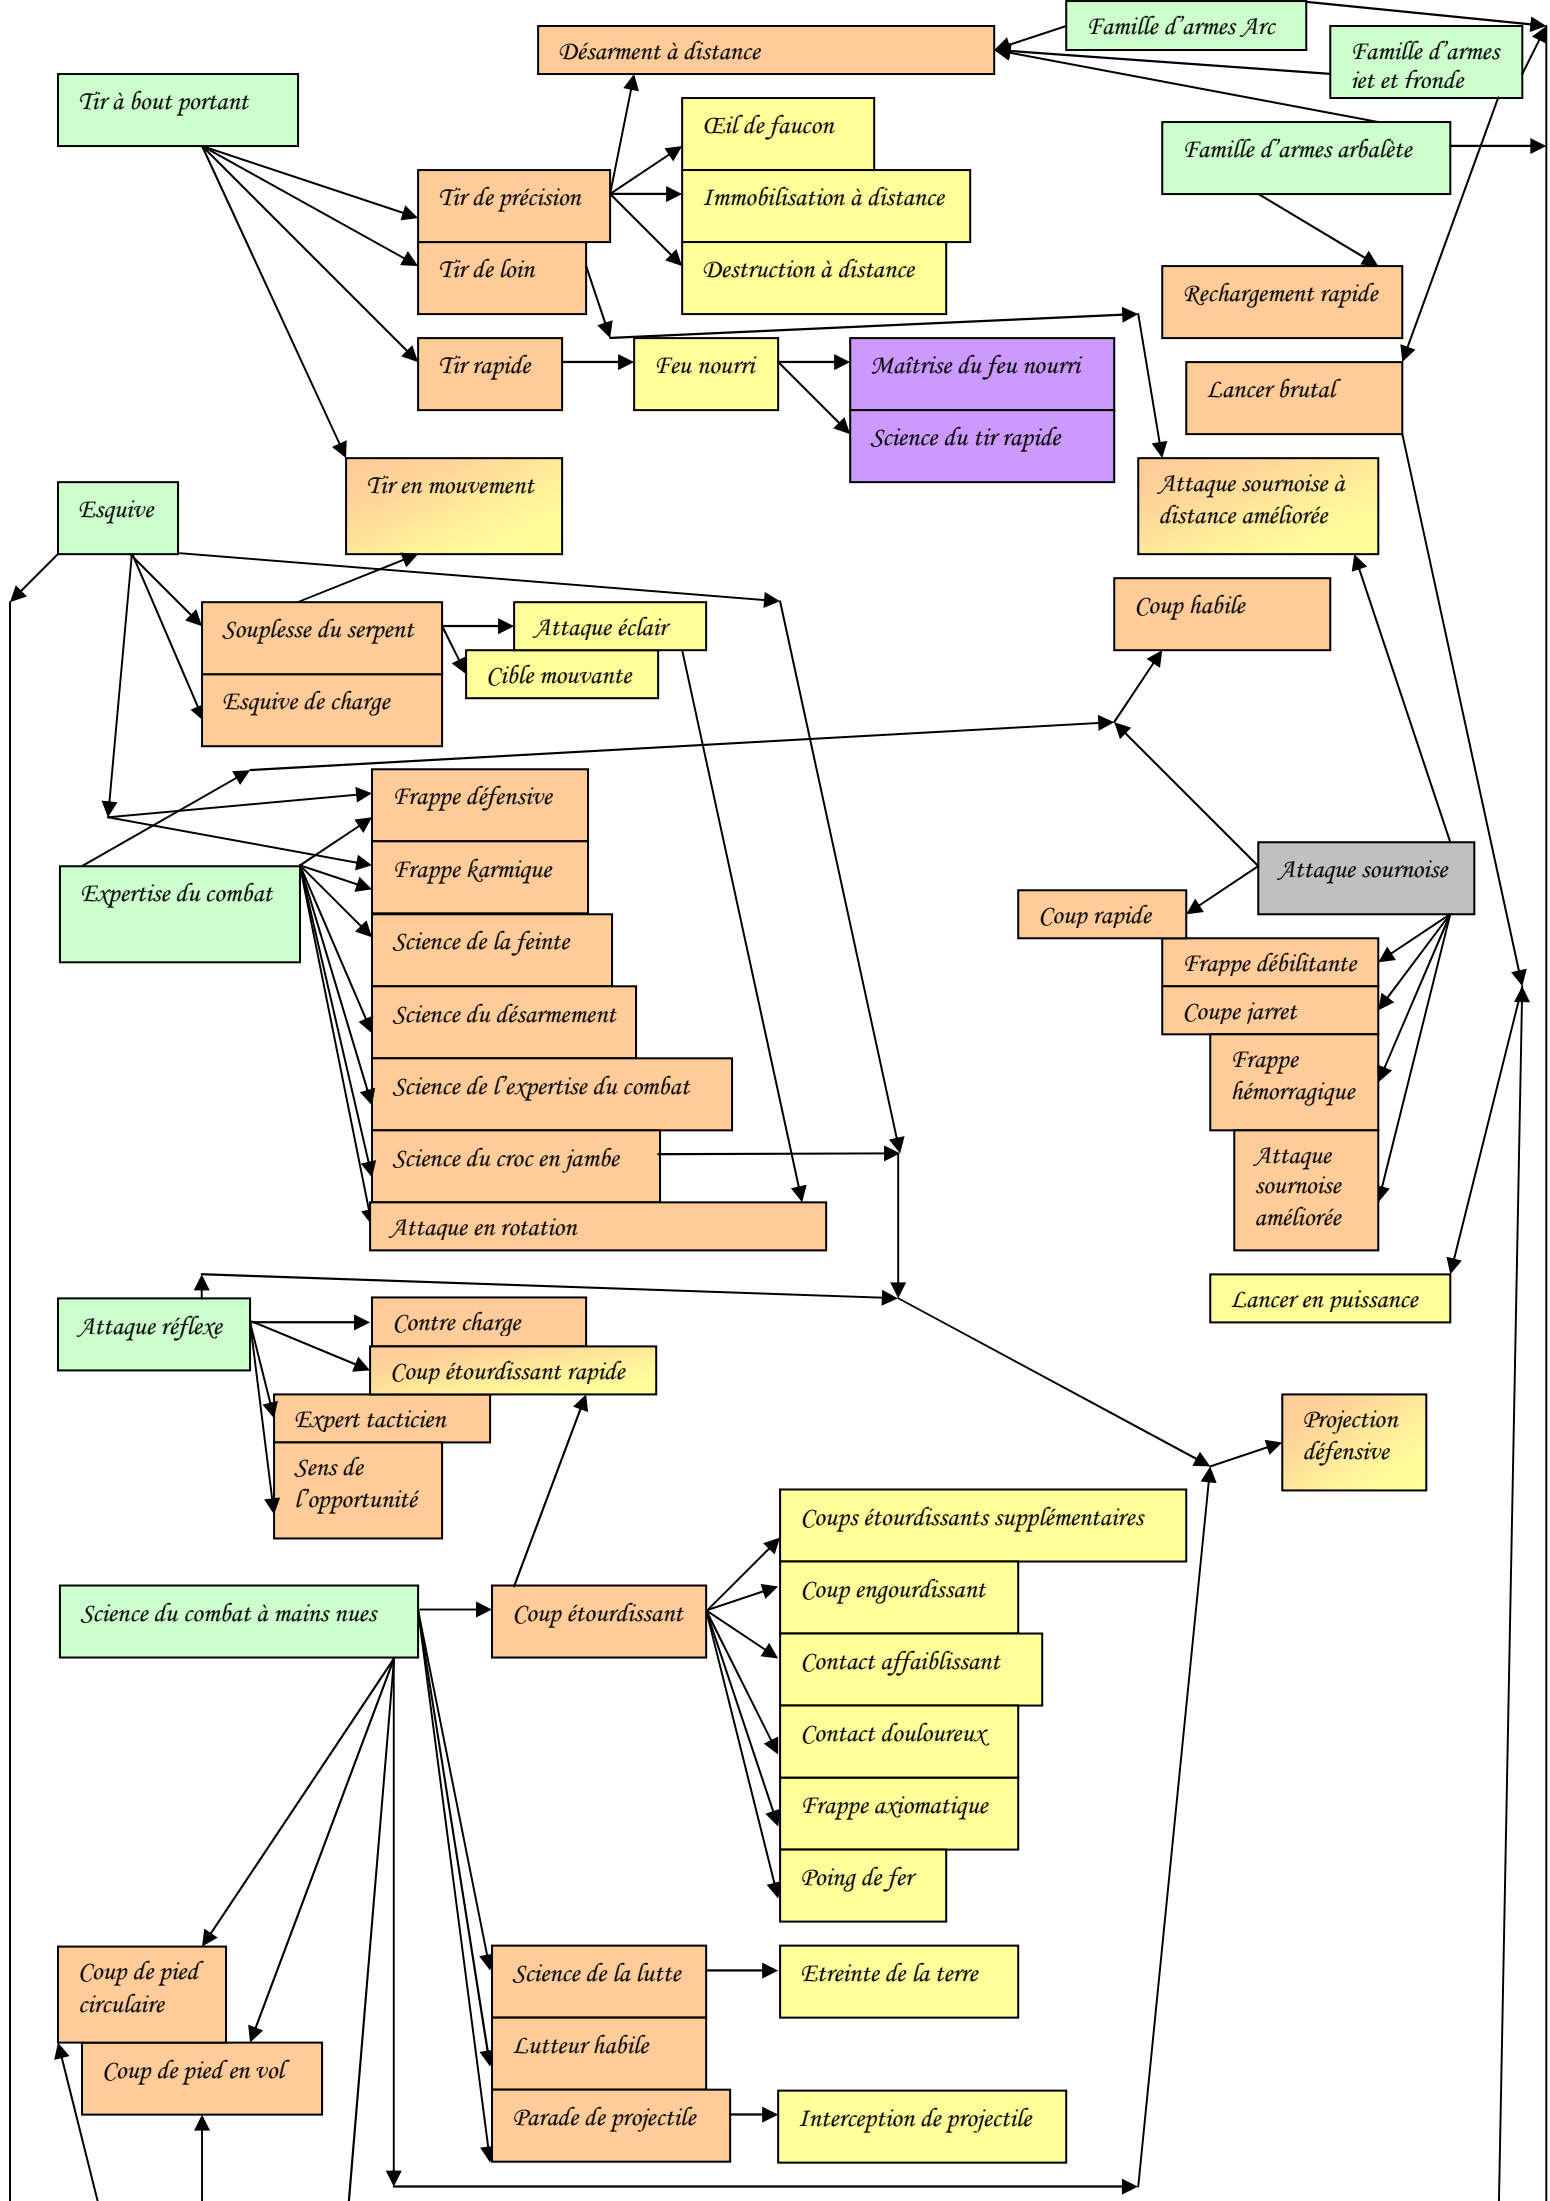 Famille d'armes Arc
Désarment à distance
Famille d'armes
jet et fronde
Tir à bout portant
Œil de faucon
Famille d'armes arbalète
Tir de précision
Immobilisation à distance
Tir de loin
Destruction à distance
Rechargement rapide
Tir rapide
Feu nourri
Maîtrise du feu nourri
Lancer brutal
Science du tir rapide
Tir en mouvement
Attaque sournoise à
distance améliorée
Esquive
Coup habile
Souplesse du serpent
Attaque éclair
Cible mouvante
Esquive de charge
Frappe défensive
Frappe karmique
Attaque sournoise
Expertise du combat
Coup rapide
Science de la feinte
Frappe débilitante
Science du désarmement
Coupe jarret
Frappe
hémorragique
Science de l'expertise du combat
Science du croc en jambe
Attaque
sournoise
améliorée
Attaque en rotation
Lancer en puissance
Attaque réflexe
Contre charge
Coup étourdissant rapide
Expert tacticien
Projection
défensive
Sens de
l'opportunité
Coups étourdissants supplémentaires
Coup engourdissant
Science du combat à mains nues
Coup étourdissant
Contact affaiblissant
Contact douloureux
Frappe axiomatique
Poing de fer
Coup de pied
circulaire
Science de la lutte
Etreinte de la terre
Lutteur habile
Coup de pied en vol
Parade de projectile
Interception de projectile